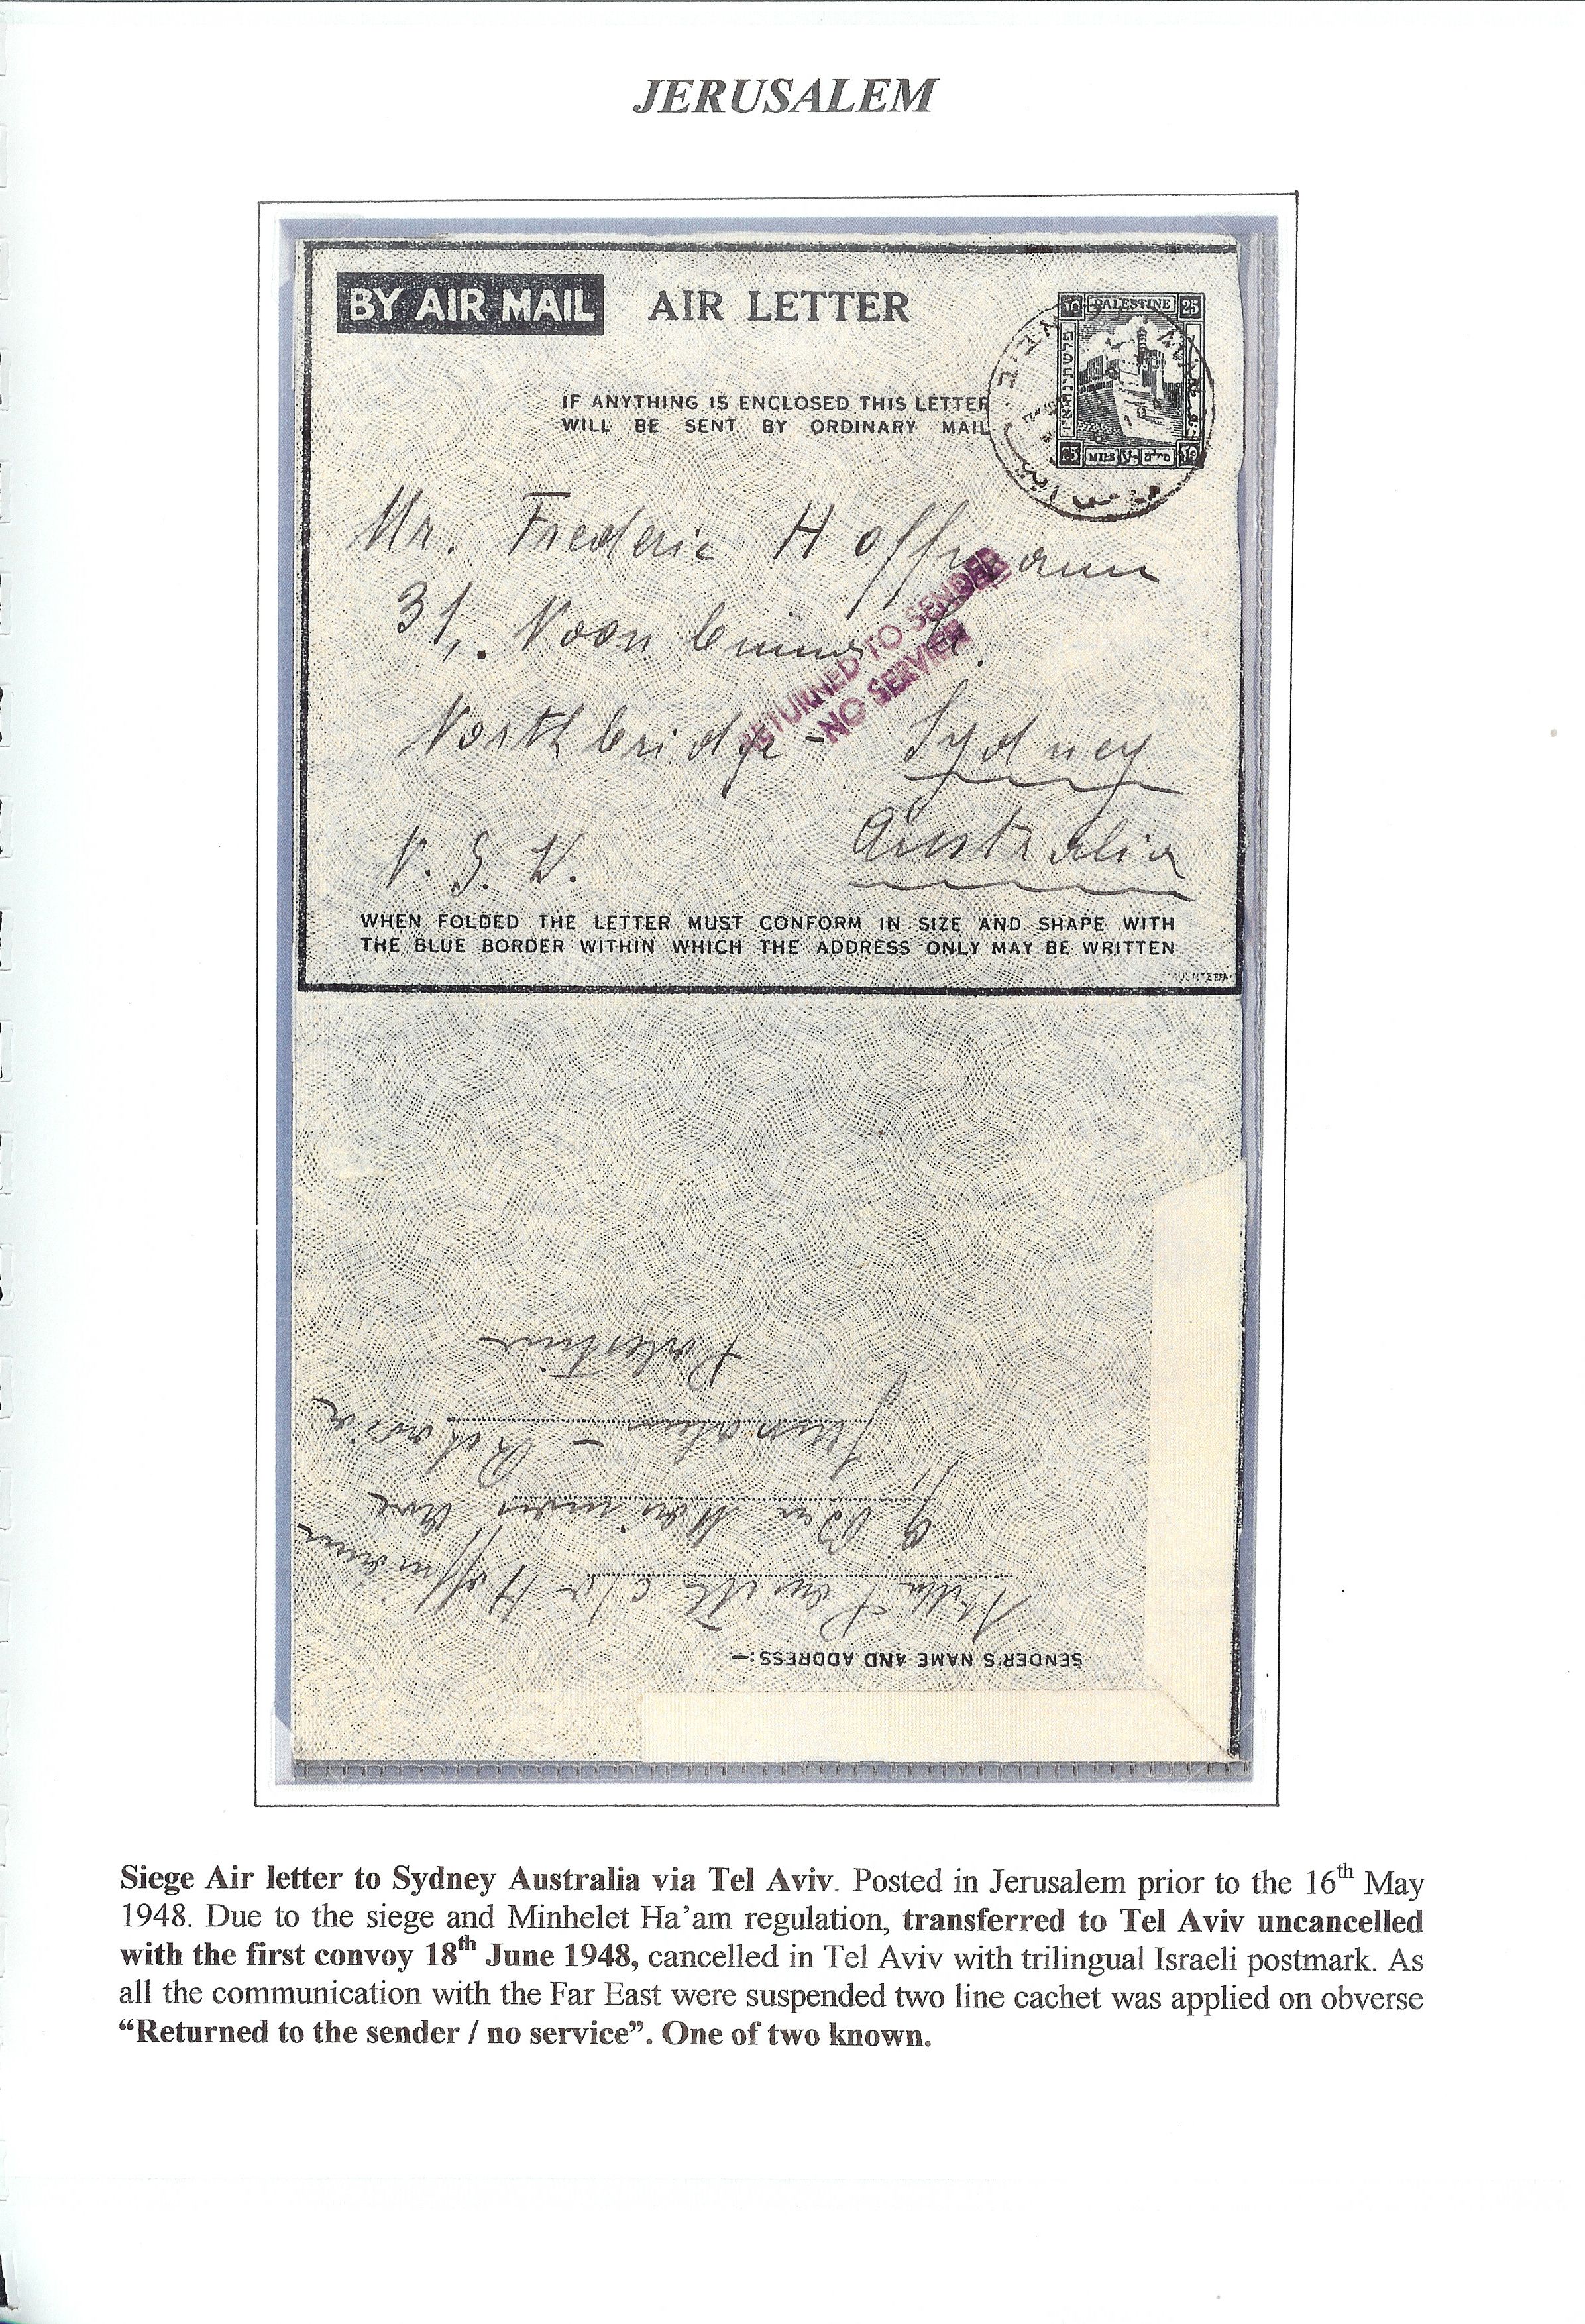 JERUSALEM
BY AIR MAIL AIR LETTER
PALESTINE 25
25 MILS
IF ANYTHING IS ENCLOSED THIS LETTER
WILL BE SENT BY ORDINARY MAIL
Mr. Frederic Hoffmann
31,
RETURNED TO SENDER
NO SERVICE
Northbridge - Sydney
N. S. W. Australia
WHEN FOLDED THE LETTER MUST CONFORM IN SIZE AND SHAPE WITH
THE BLUE BORDER WITHIN WHICH THE ADDRESS ONLY MAY BE WRITTEN
SENDER'S NAME AND ADDRESS:—
c/o Hoffmann
9 Ben Maimon Ave
Jerusalem - Rehavia
Palestine
Siege Air letter to Sydney Australia via Tel Aviv. Posted in Jerusalem prior to the 16th May
1948. Due to the siege and Minhelet Ha'am regulation, transferred to Tel Aviv uncancelled
with the first convoy 18th June 1948, cancelled in Tel Aviv with trilingual Israeli postmark. As
all the communication with the Far East were suspended two line cachet was applied on obverse
“Returned to the sender / no service”. One of two known.